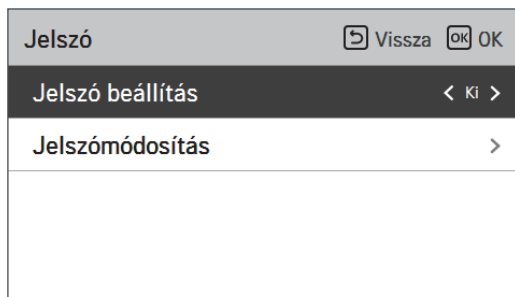 Jelszó Vissza OK OK
Jelszó beállítás < Ki >
Jelszómódosítás >